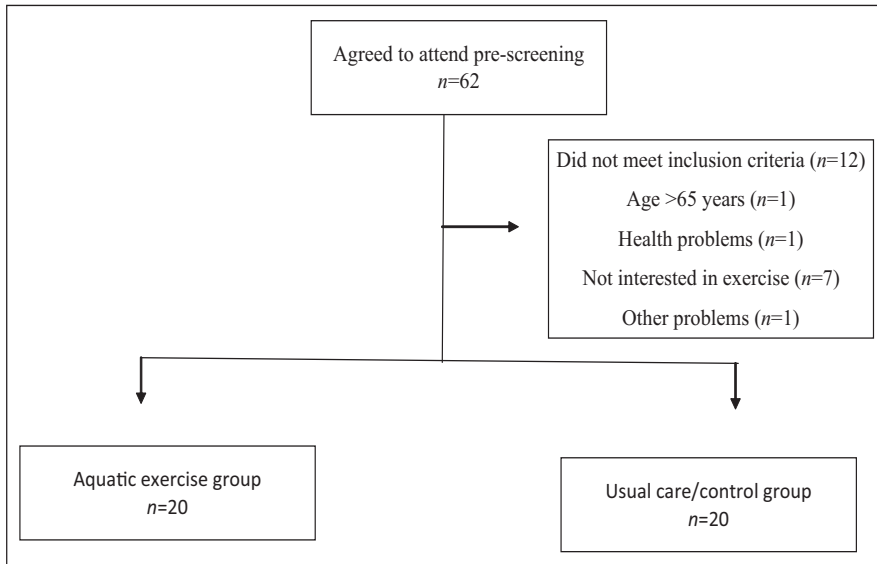 Agreed to attend pre-screening
n=62
Did not meet inclusion criteria (n=12)
Age >65 years (n=1)
Health problems (n=1)
Not interested in exercise (n=7)
Other problems (n=1)
Aquatic exercise group
n=20
Usual care/control group
n=20